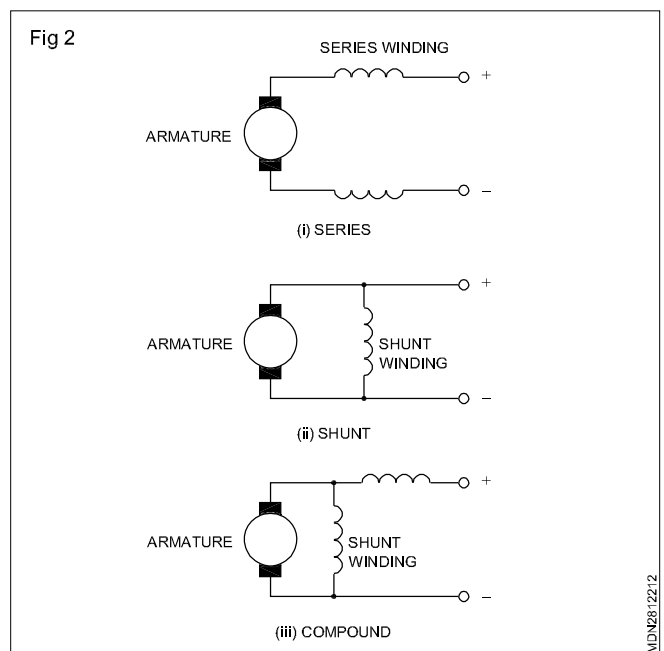 Fig 2
SERIES WINDING
+
ARMATURE
–
(i) SERIES
+
ARMATURE
SHUNT
WINDING
–
(ii) SHUNT
+
ARMATURE
SHUNT
WINDING
–
(iii) COMPOUND
MDN2812212